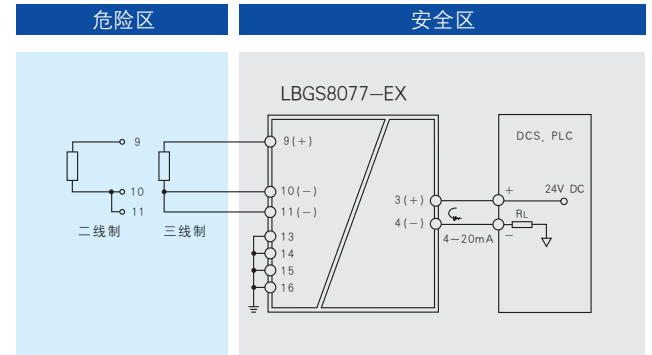 危险区
安全区
LBGS8077—EX
9
10
11
二线制
三线制
9(+)
10(−)
11(−)
13
14
15
16
3(+)
4(−)
4~20mA
DCS、PLC
+
24V DC
RL
−